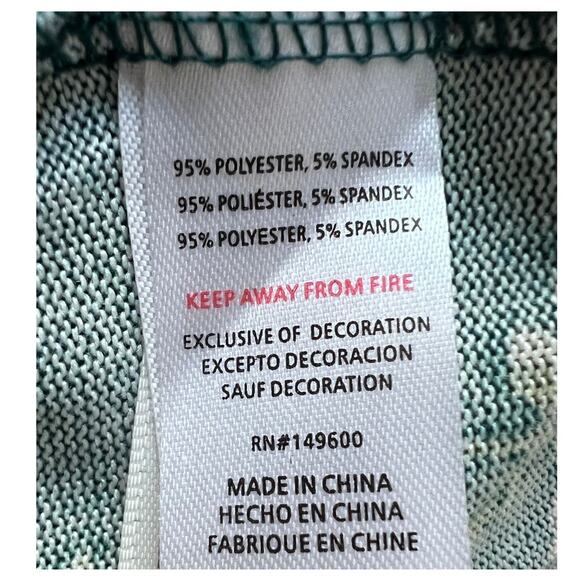 95% POLYESTER, 5% SPANDEX
95% POLIÉSTER, 5% SPANDEX
95% POLYESTER, 5% SPANDEX
KEEP AWAY FROM FIRE
EXCLUSIVE OF DECORATION
EXCEPTO DECORACION
SAUF DECORATION
RN#149600
MADE IN CHINA
HECHO EN CHINA
FABRIQUE EN CHINE